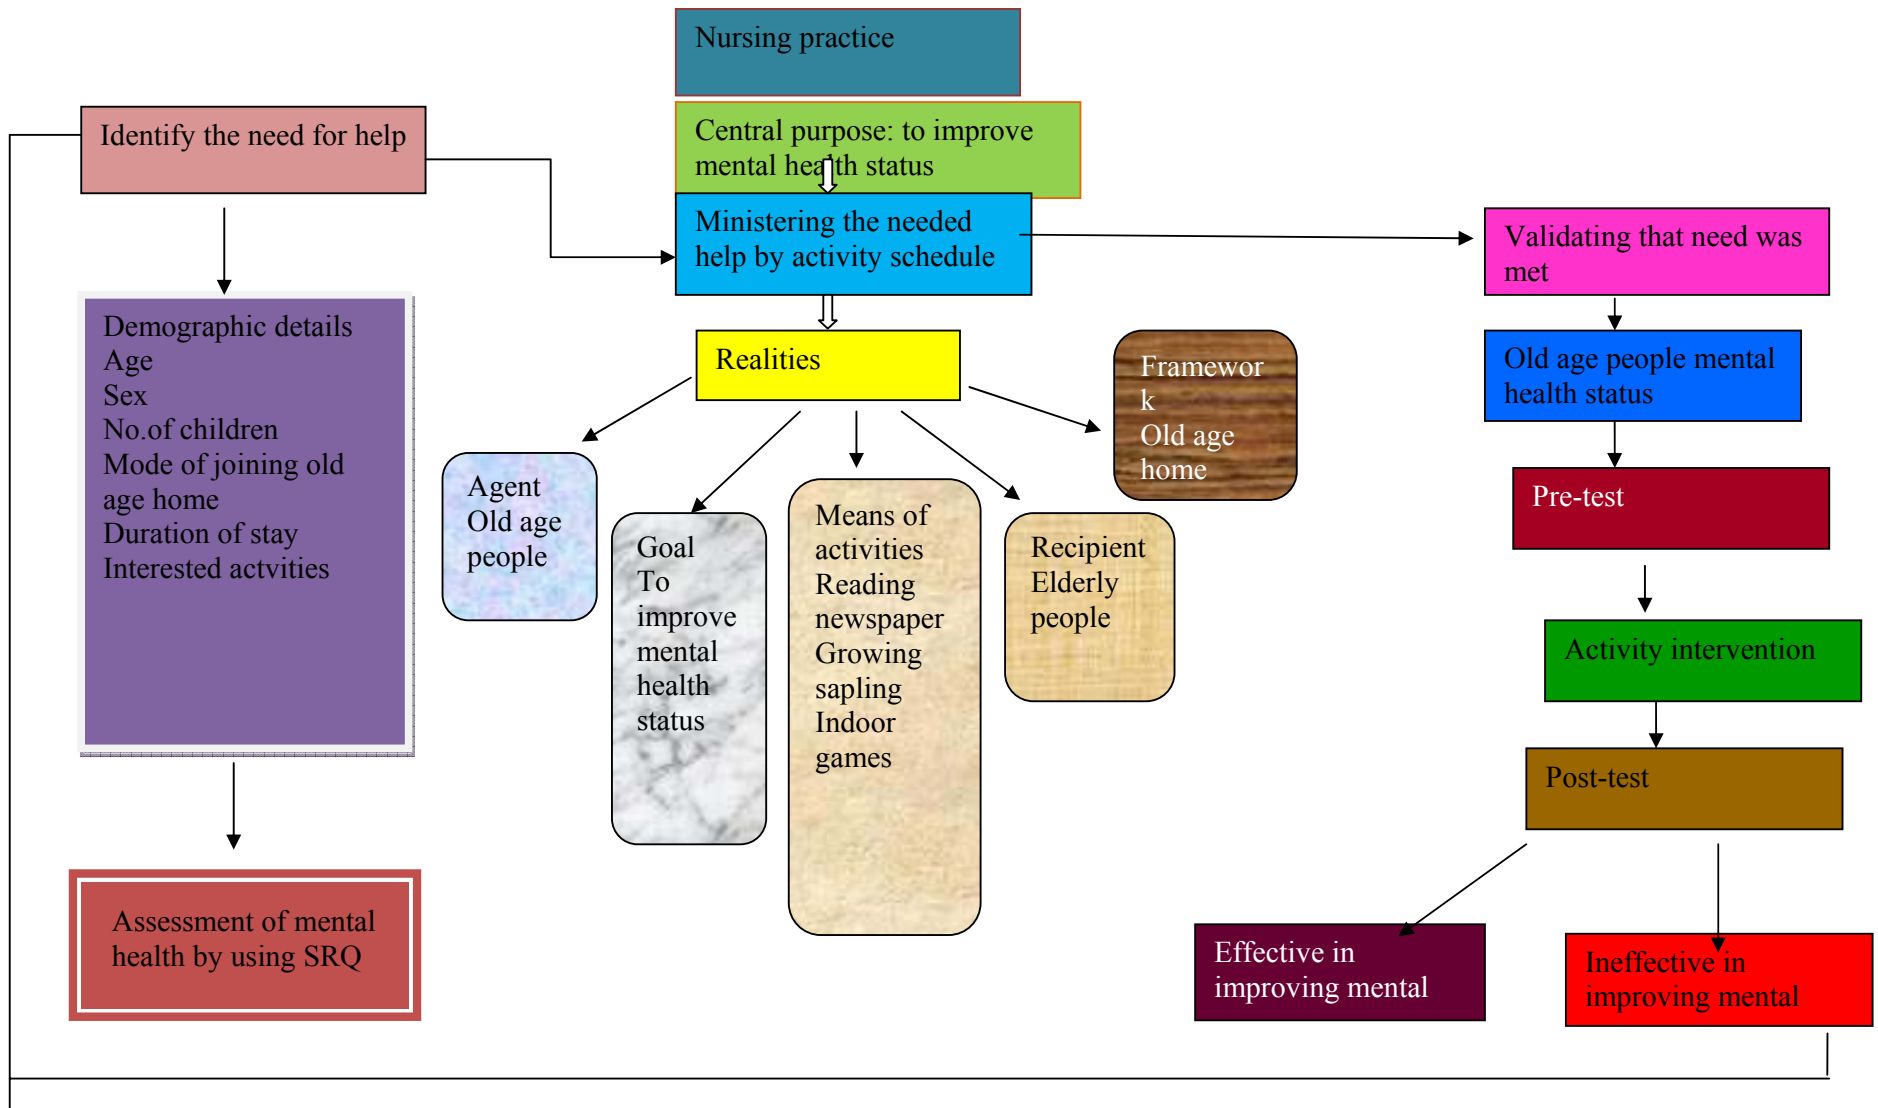 Nursing practice
Central purpose: to improve
mental health status
Identify the need for help
Ministering the needed
help by activity schedule
Validating that need was
met
Demographic details
Age
Sex
No.of children
Mode of joining old
age home
Duration of stay
Interested actvities
Assessment of mental
health by using SRQ
Realities
Agent
Old age
people
Goal
To
improve
mental
health
status
Means of
activities
Reading
newspaper
Growing
sapling
Indoor
games
Recipient
Elderly
people
Framewor
k
Old age
home
Old age people mental
health status
Pre-test
Activity intervention
Post-test
Effective in
improving mental
Ineffective in
improving mental